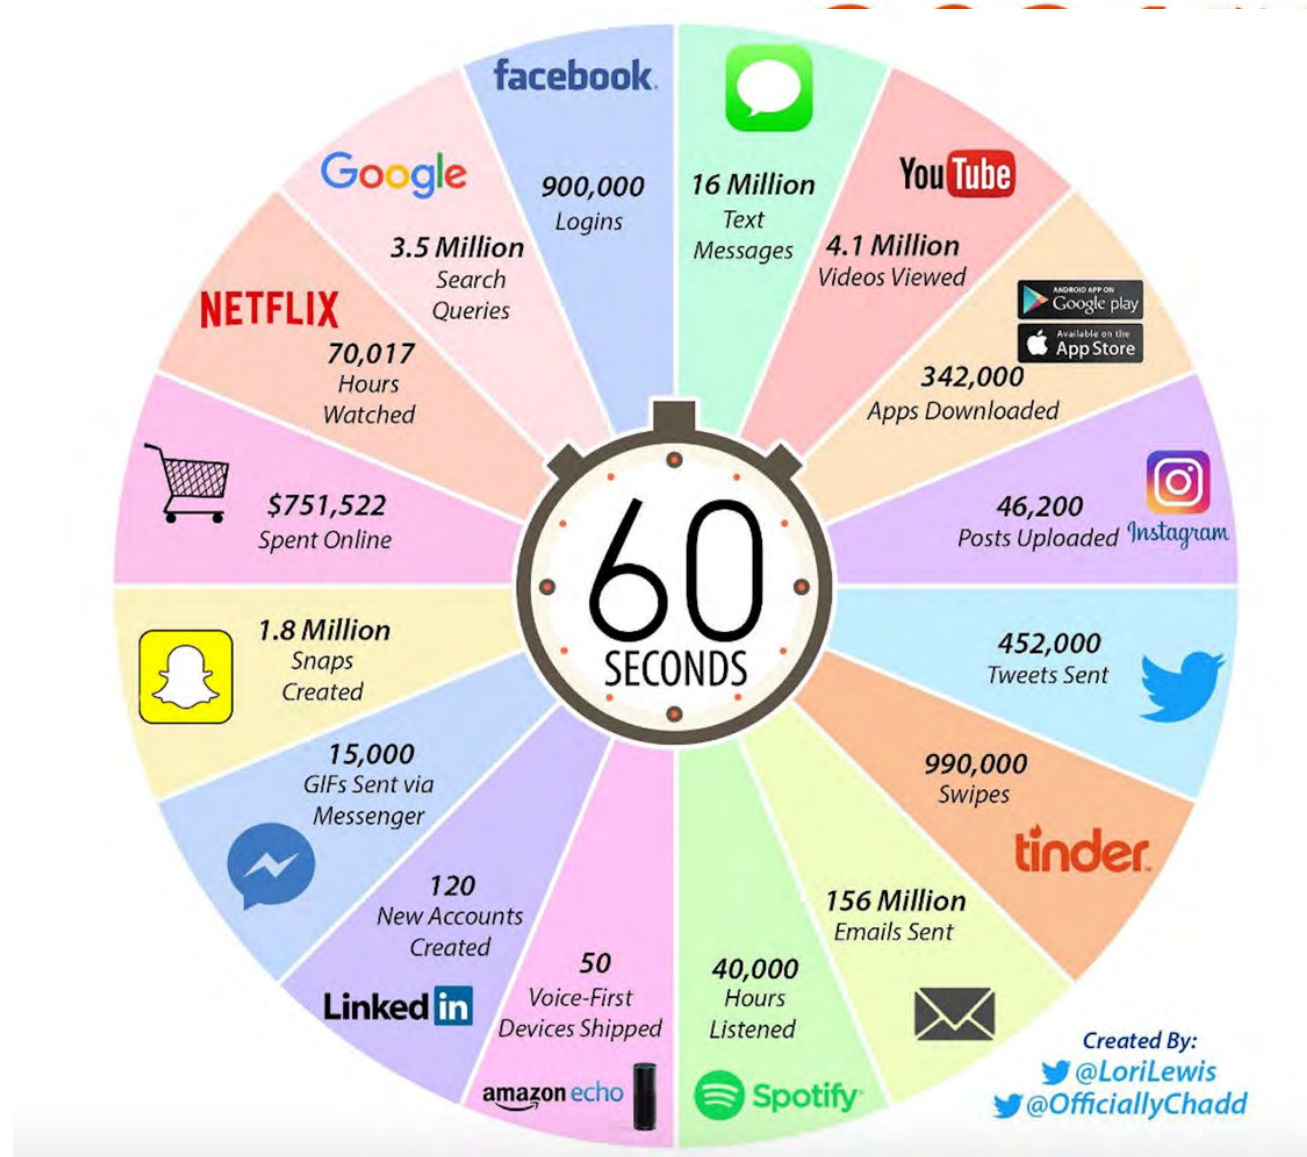 facebook.
900,000
Logins
16 Million
Text
Messages
YouTube
4.1 Million
Videos Viewed
ANDROID APP ON
Google play
Available on the
App Store
342,000
Apps Downloaded
46,200
Posts Uploaded
Instagram
452,000
Tweets Sent
990,000
Swipes
tinder.
156 Million
Emails Sent
40,000
Hours
Listened
Spotify
50
Voice-First
Devices Shipped
amazon echo
120
New Accounts
Created
Linked in
15,000
GIFs Sent via
Messenger
1.8 Million
Snaps
Created
$751,522
Spent Online
NETFLIX
70,017
Hours
Watched
Google
3.5 Million
Search
Queries
60
SECONDS
Created By:
@LoriLewis
@OfficiallyChadd